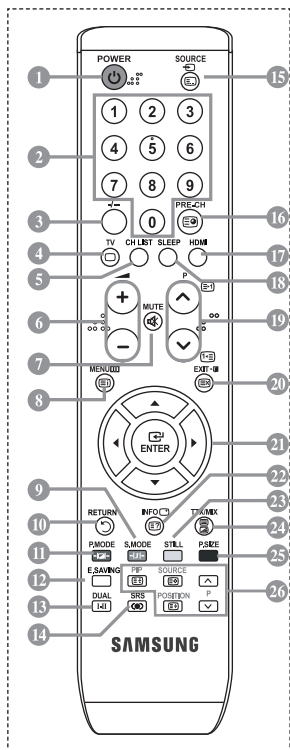 POWER SOURCE
1 15
1 2 3
2
4 5 6
7 8 9
-/-- PRE-CH
3 0 16
TV CH LIST SLEEP HDMI
4 17
5 18
P
+
6 MUTE 19
7
−
MENU EXIT
8 20
ENTER
21
9 22
23
RETURN INFO TTX/MIX
10 24
P.MODE S.MODE STILL P.SIZE
11 25
E.SAVING PIP SOURCE
12 26
DUAL SRS POSITION P
13 I-II
14
SAMSUNG